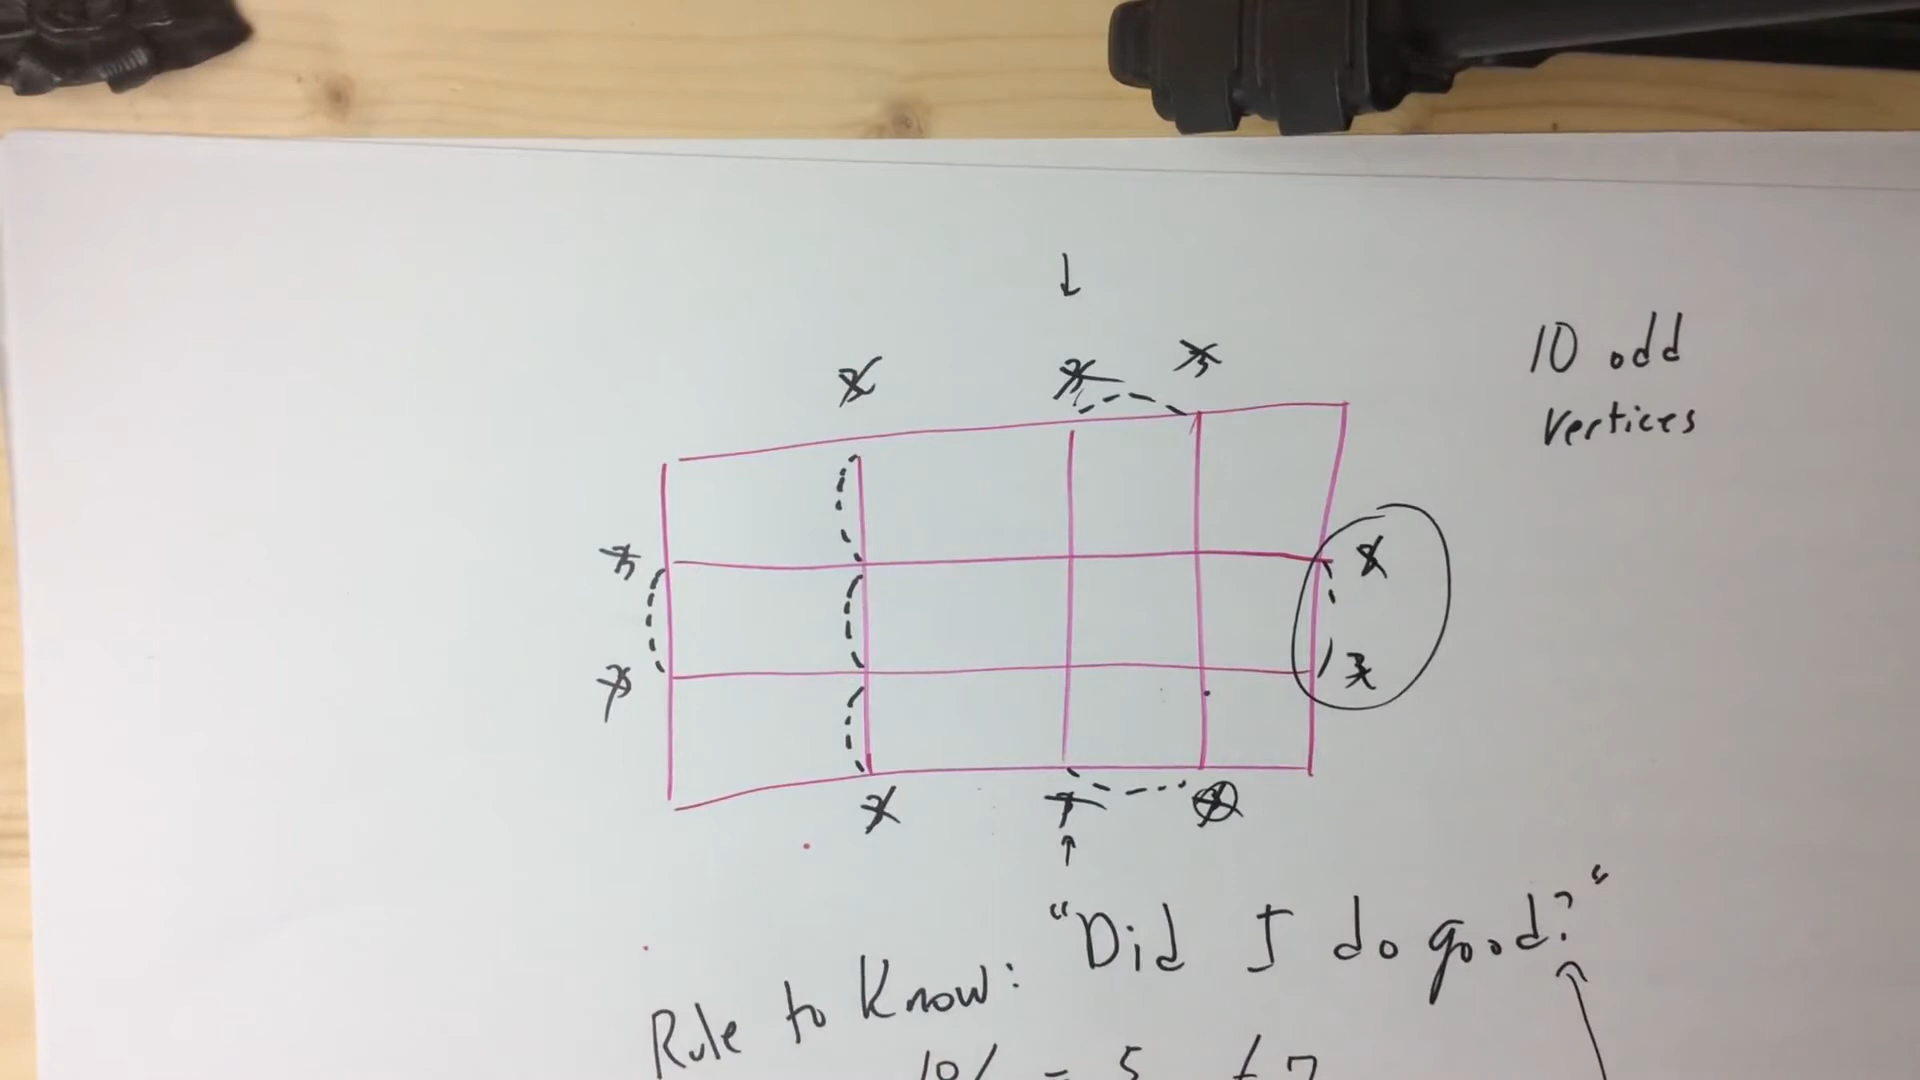 10 odd
vertices
"Did I do good?"
Rule to Know: